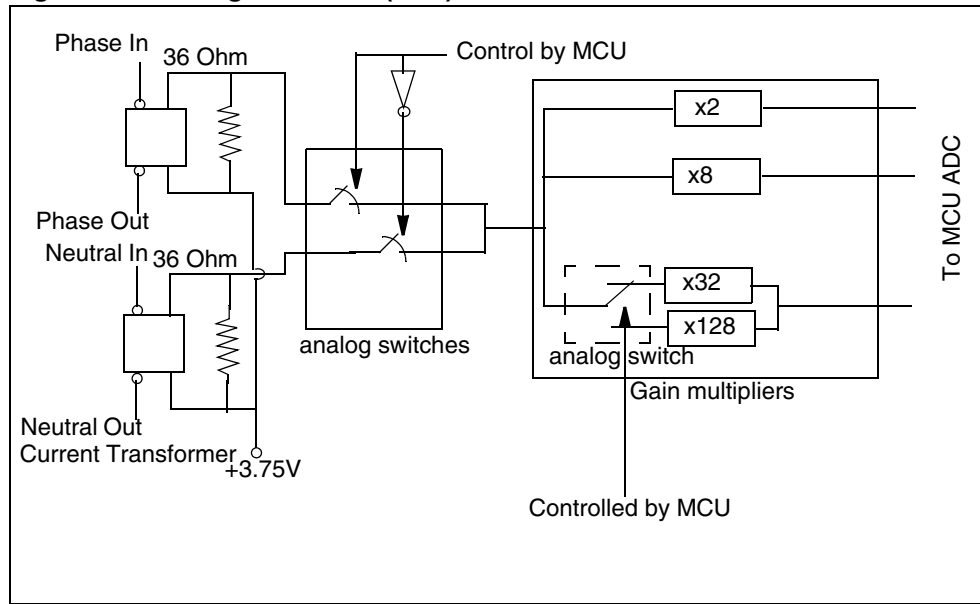 Phase In
36 Ohm
Control by MCU
x2
x8
Phase Out
Neutral In
36 Ohm
To MCU ADC
x32
x128
analog switches
analog switch
Gain multipliers
Neutral Out
Current Transformer
+3.75V
Controlled by MCU